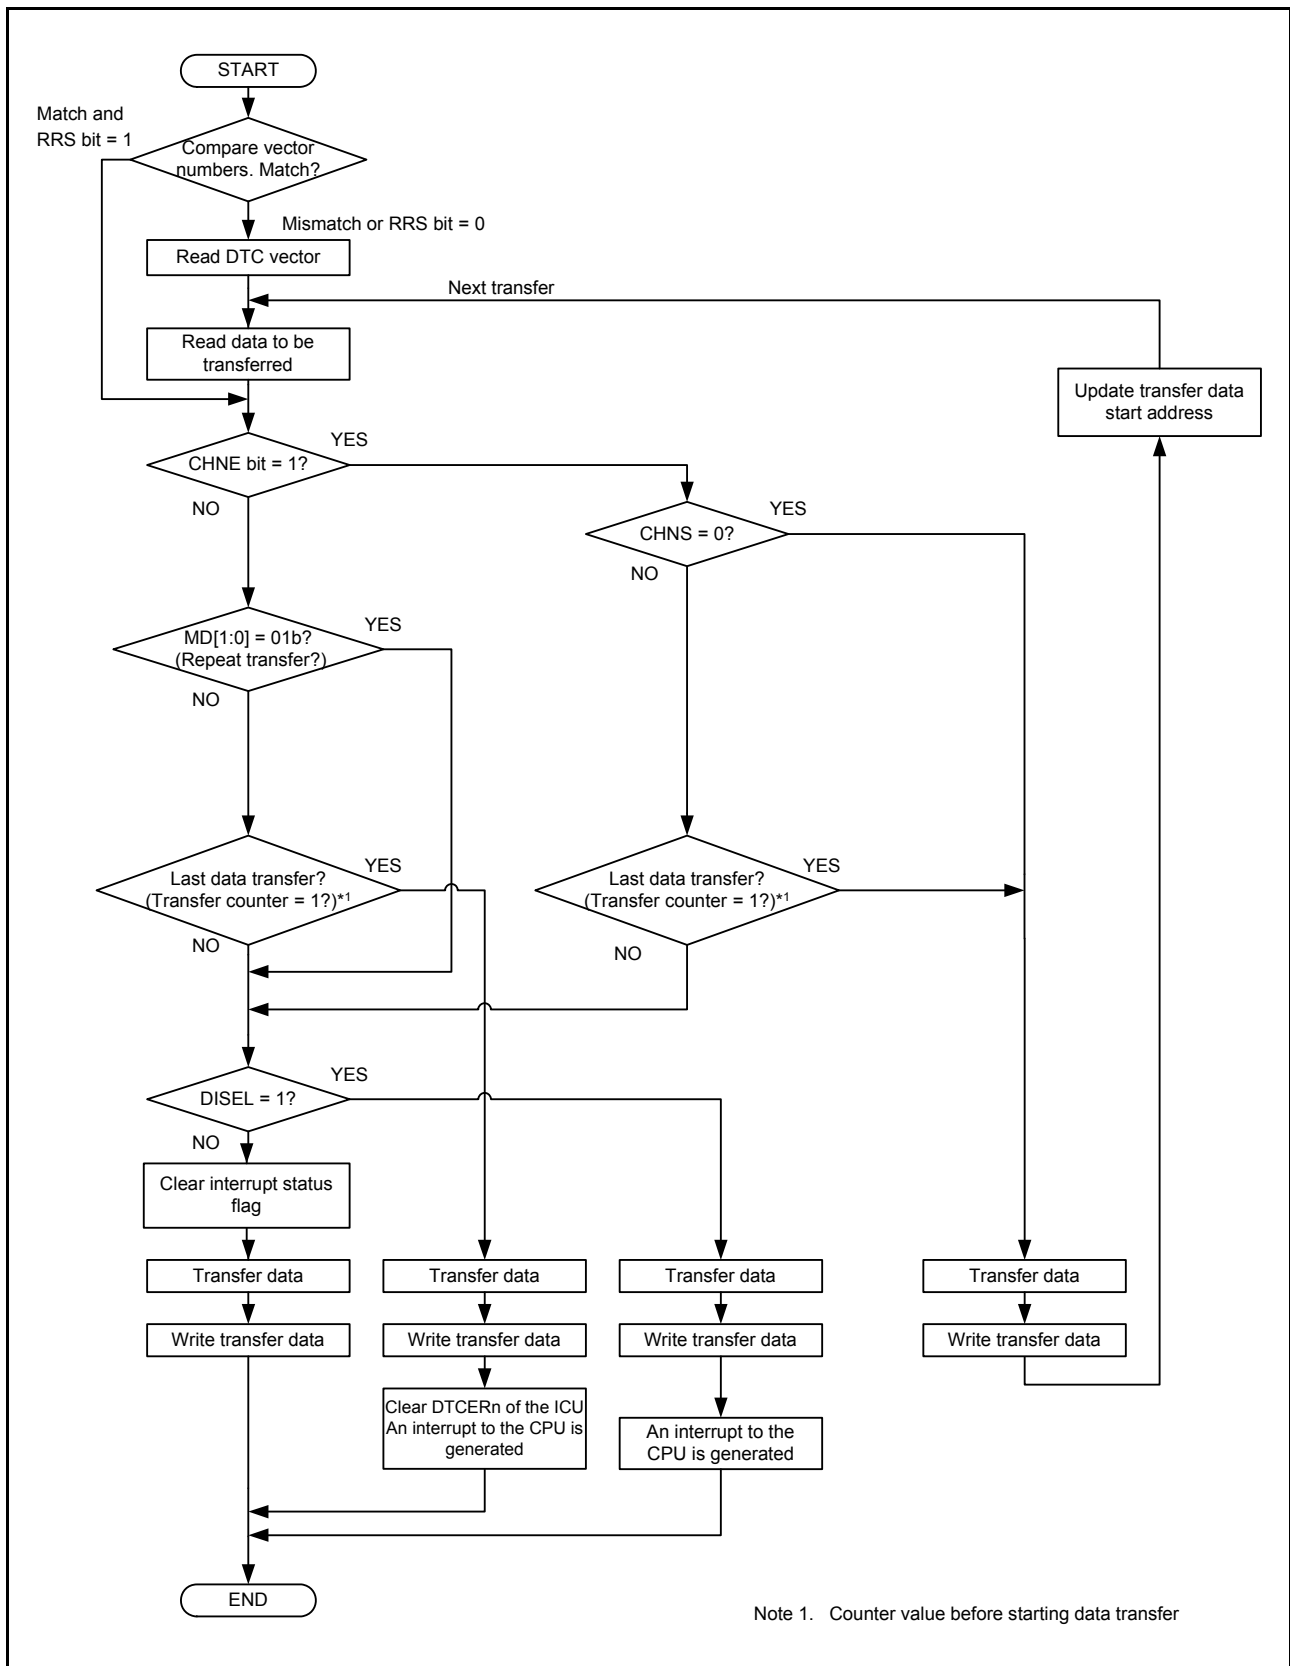 START
Match and
RRS bit = 1
Compare vector
numbers. Match?
Mismatch or RRS bit = 0
Read DTC vector
Next transfer
Read data to be
transferred
Update transfer data
start address
YES
CHNE bit = 1?
NO
YES
CHNS = 0?
NO
YES
MD[1:0] = 01b?
(Repeat transfer?)
NO
YES
Last data transfer?
(Transfer counter = 1?)*1
NO
YES
Last data transfer?
(Transfer counter = 1?)*1
NO
YES
DISEL = 1?
NO
Clear interrupt status
flag
Transfer data
Transfer data
Transfer data
Transfer data
Write transfer data
Write transfer data
Write transfer data
Write transfer data
Clear DTCERn of the ICU
An interrupt to the CPU is
generated
An interrupt to the
CPU is generated
END
Note 1. Counter value before starting data transfer